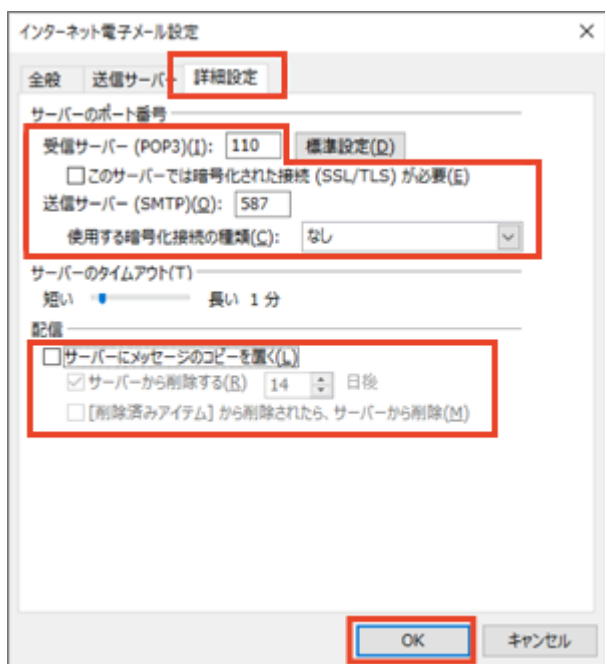 インターネット電子メール設定
全般 送信サーバー 詳細設定
サーバーのポート番号
受信サーバー (POP3)(I): 110 標準設定(D)
このサーバーでは暗号化された接続 (SSL/TLS) が必要(E)
送信サーバー (SMTP)(O): 587
使用する暗号化接続の種類(C): なし
サーバーのタイムアウト(T)
短い 長い 1 分
配信
サーバーにメッセージのコピーを置く(L)
サーバーから削除する(R) 14 日後
[削除済みアイテム] から削除されたら、サーバーから削除(M)
OK キャンセル